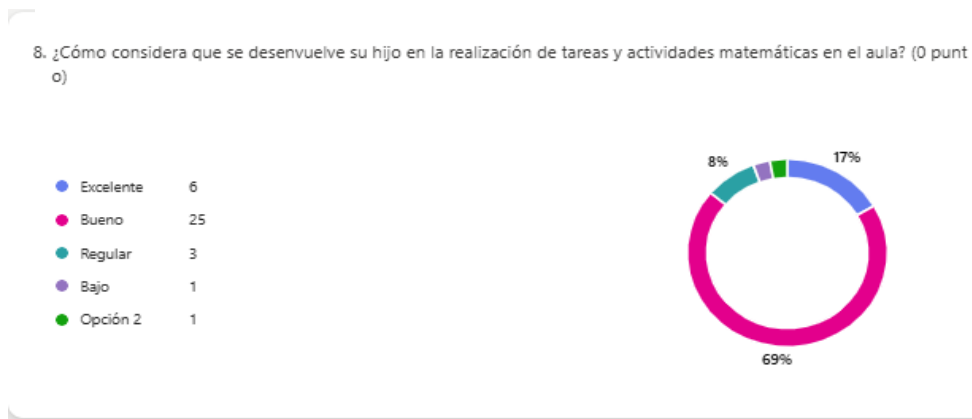 8. ¿Cómo considera que se desenvuelve su hijo en la realización de tareas y actividades matemáticas en el aula? (0 punt
o)
8%
17%
Excelente 6
Bueno 25
Regular 3
Bajo 1
Opción 2 1
69%